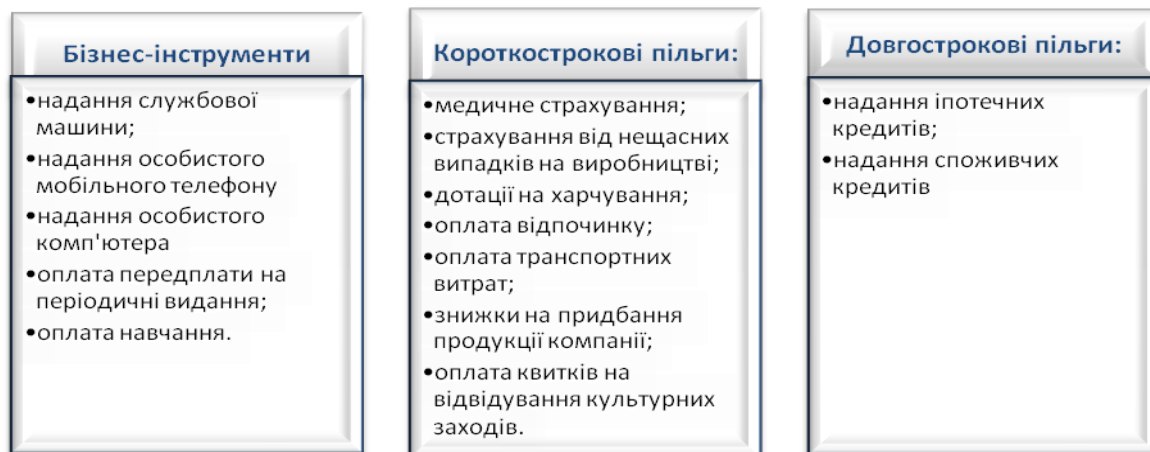 Бізнес-інструменти
•надання службової
машини;
•надання особистого
мобільного телефону
•надання особистого
комп'ютера
•оплата передплати на
періодичні видання;
•оплата навчання.
Короткострокові пільги:
•медичне страхування;
•страхування від нещасних
випадків на виробництві;
•дотації на харчування;
•оплата відпочинку;
•оплата транспортних
витрат;
•знижки на придбання
продукції компанії;
•оплата квитків на
відвідування культурних
заходів.
Довгострокові пільги:
•надання іпотечних
кредитів;
•надання споживчих
кредитів